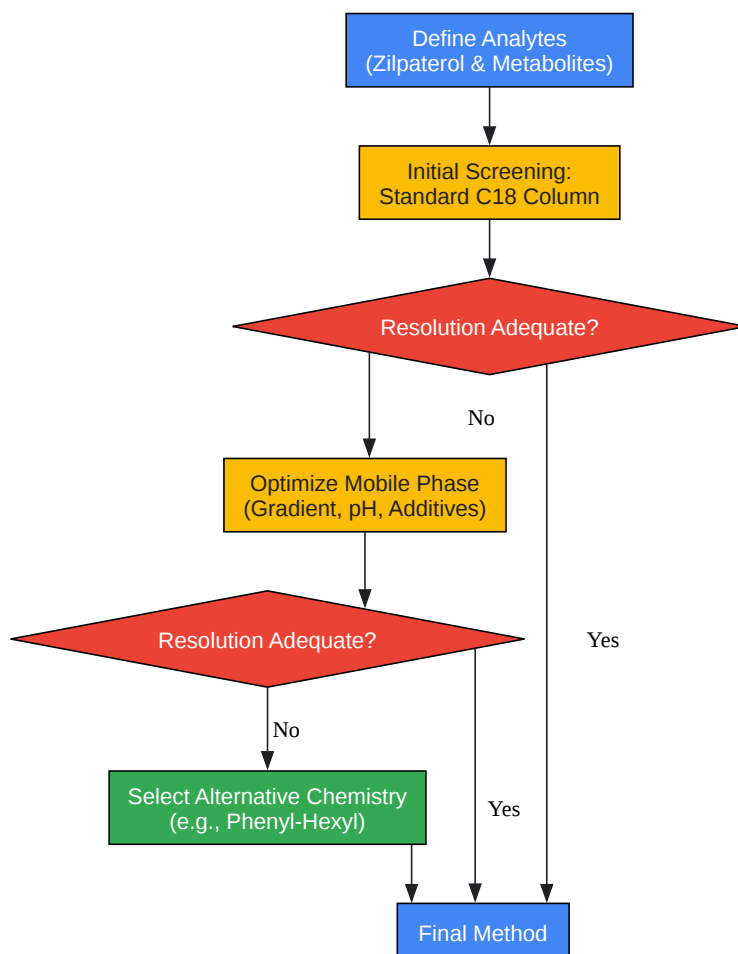 Define Analytes
(Zilpaterol & Metabolites)
Initial Screening:
Standard C18 Column
Resolution Adequate?
No
Optimize Mobile Phase
(Gradient, pH, Additives)
Resolution Adequate?
Yes
No
Select Alternative Chemistry
(e.g., Phenyl-Hexyl)
Yes
Final Method